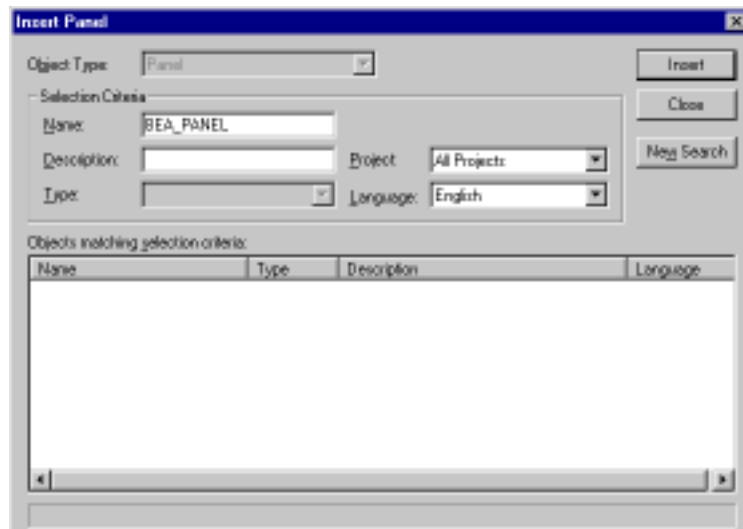 Insert Panel
Object Type: Panel
Insert
Selection Criteria
Close
Name: BEA_PANEL
New Search
Description: Project: All Projects
Type: Language: English
Objects matching selection criteria:
Name Type Description Language